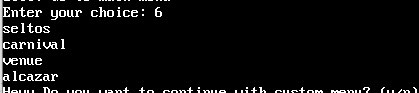 Enter your choice: 6
seltos
carnival
venue
alcazar
Heyy Do you want to continue with custom menu? (y/n